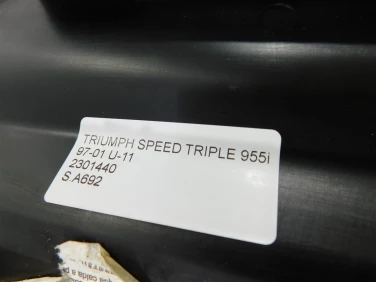 TRIUMPH SPEED TRIPLE 955i
97-01 U-11
2301440
S.A692